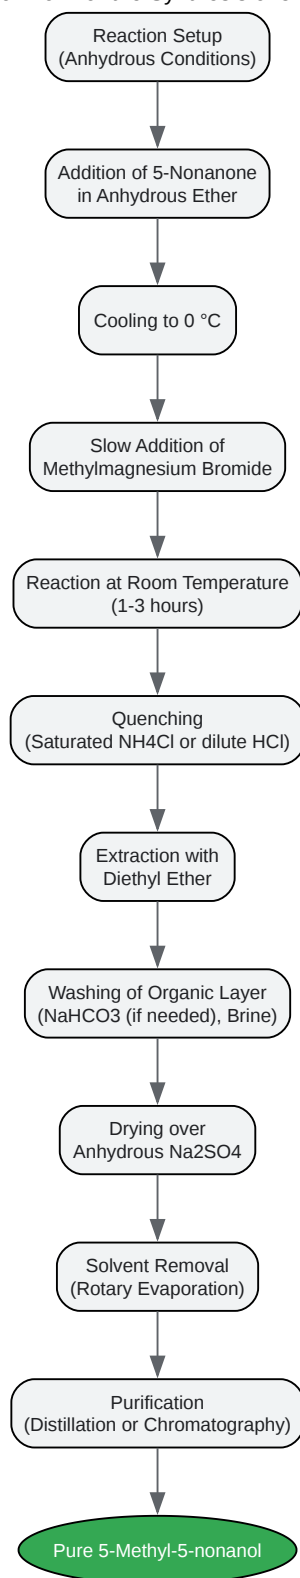 Reaction Setup
(Anhydrous Conditions)
Addition of 5-Nonanone
in Anhydrous Ether
Cooling to 0 °C
Slow Addition of
Methylmagnesium Bromide
Reaction at Room Temperature
(1-3 hours)
Quenching
(Saturated NH4Cl or dilute HCl)
Extraction with
Diethyl Ether
Washing of Organic Layer
(NaHCO3 (if needed), Brine)
Drying over
Anhydrous Na2SO4
Solvent Removal
(Rotary Evaporation)
Purification
(Distillation or Chromatography)
Pure 5-Methyl-5-nonanol